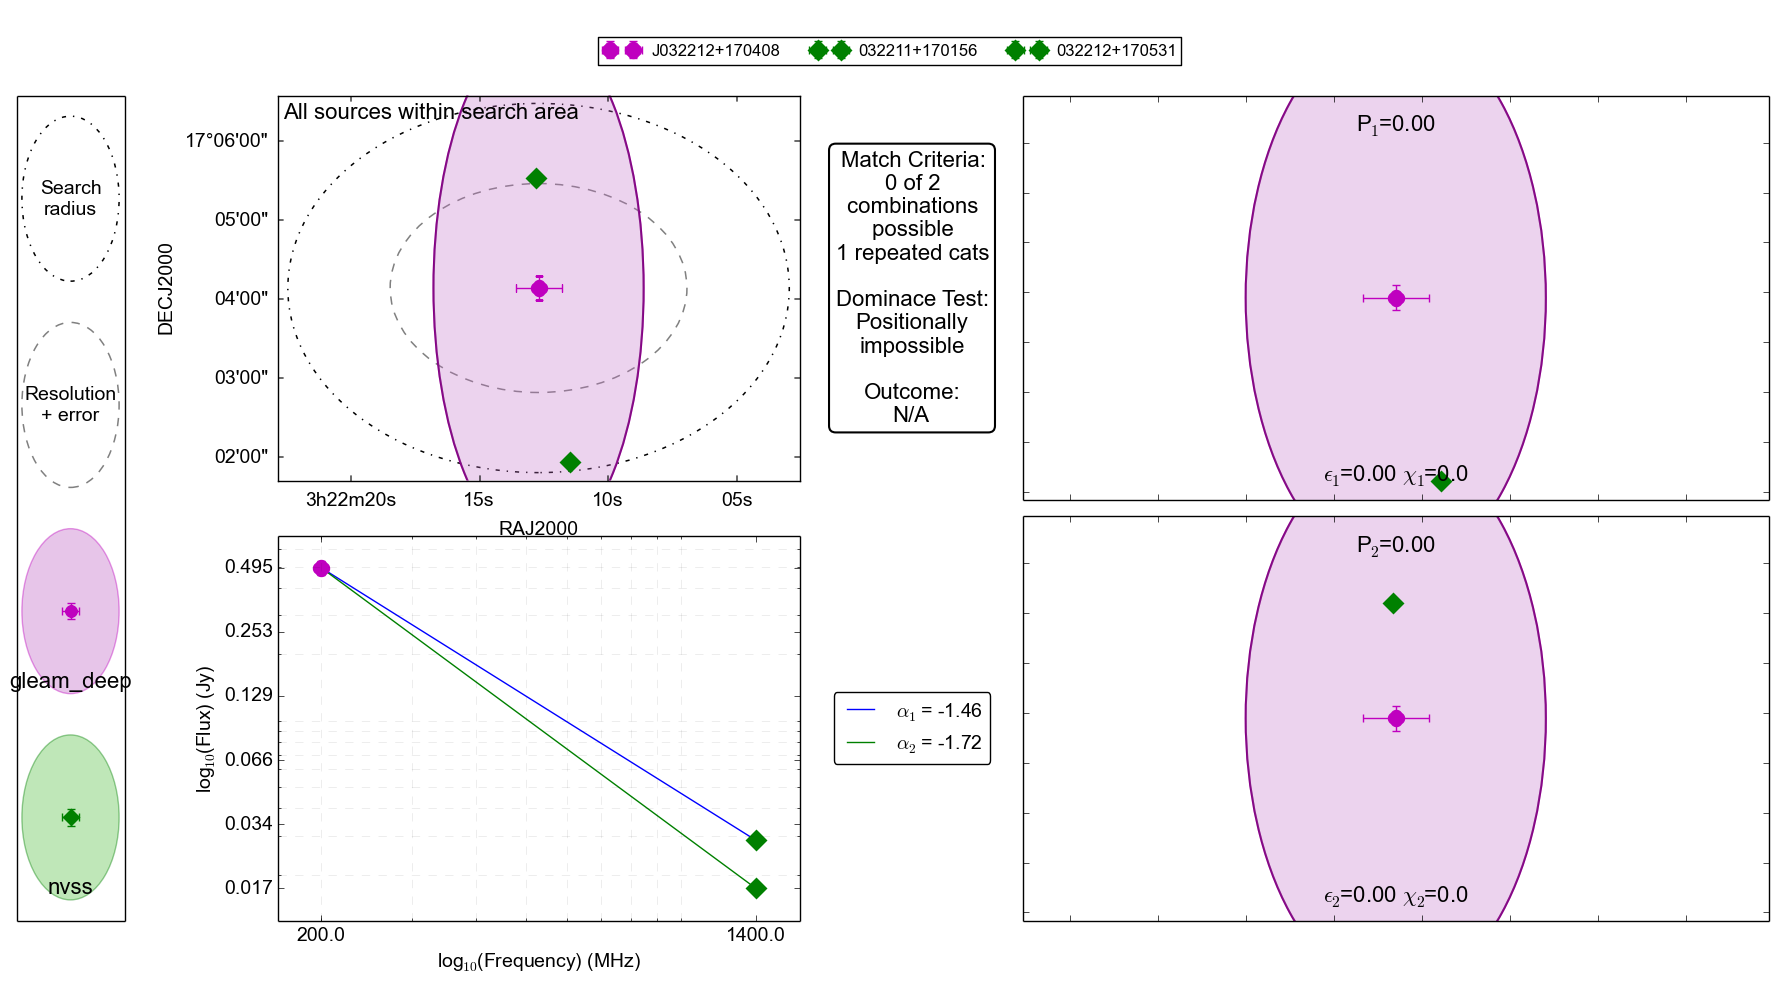 J032212+170408
032211+170156
032212+170531
Search
radius
Resolution
+ error
gleam_deep
nvss
All sources within search area
17°06'00"
05'00"
04'00"
03'00"
02'00"
DECJ2000
3h22m20s
15s
10s
05s
RAJ2000
0.495
0.253
0.129
0.066
0.034
0.017
log₁₀(Flux) (Jy)
200.0
1400.0
log₁₀(Frequency) (MHz)
Match Criteria:
0 of 2
combinations
possible
1 repeated cats
Dominace Test:
Positionally
impossible
Outcome:
N/A
α₁ = -1.46
α₂ = -1.72
P₁=0.00
ϵ₁=0.00 χ₁=0.0
P₂=0.00
ϵ₂=0.00 χ₂=0.0